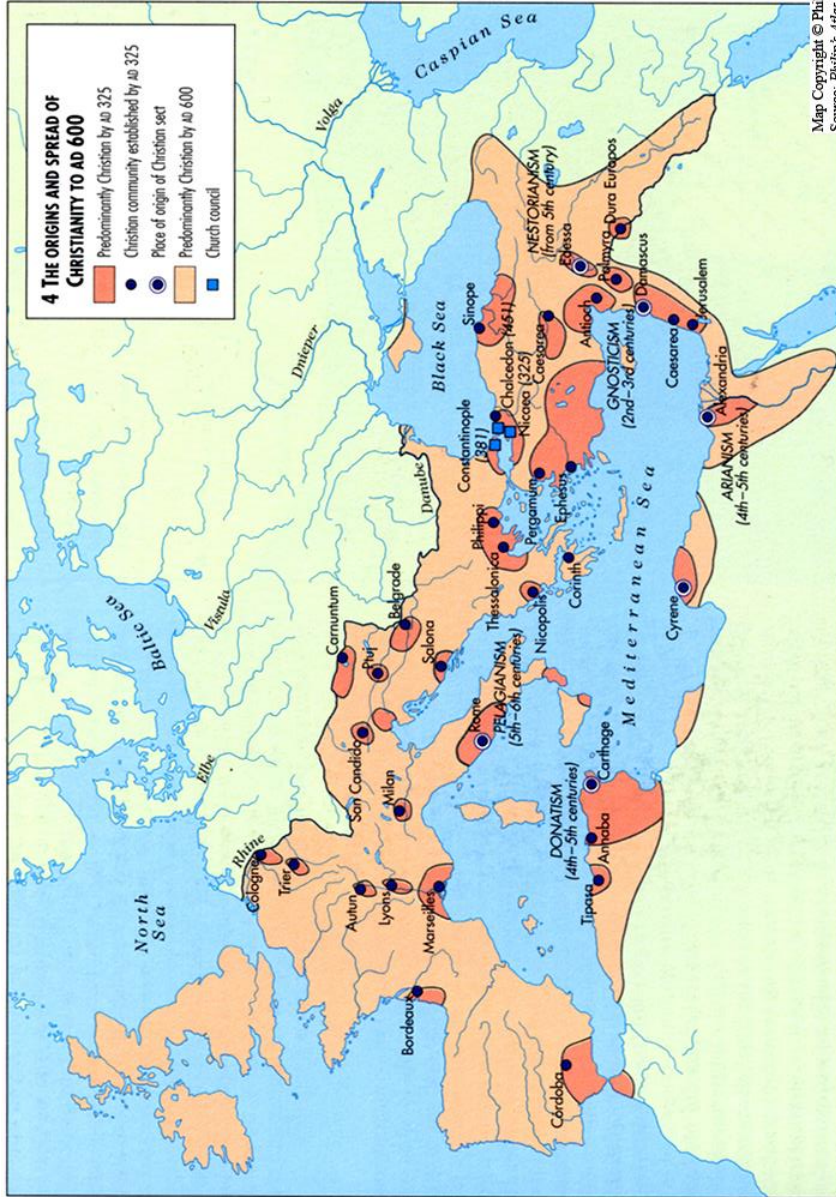 4 THE ORIGINS AND SPREAD OF
CHRISTIANITY TO AD 600
Predominantly Christian by AD 325
Christian community established by AD 325
Place of origin of Christian sect
Predominantly Christian by AD 600
Church council
North
Sea
Baltic Sea
Elbe
Vistula
Dnieper
Volga
Caspian Sea
Rhine
Cologne
Trier
Autun
Lyons
Marseilles
Bordeaux
Córdoba
Milan
San Candido
Carnuntum
Ptuj
Belgrade
Salona
Danube
Black Sea
Sinope
Constantinople
(381)
Chalcedon (451)
Nicaea (325)
Caesarea
Rome
PELAGIANISM
(5th–6th centuries)
Philippi
Thessalonica
Nicopolis
Corinth
Pergamum
Ephesus
NESTORIANISM
(from 5th century)
Edessa
Antioch
Palmyra
Dura Europos
Damascus
GNOSTICISM
(2nd–3rd centuries)
Caesarea
Jerusalem
Alexandria
ARIANISM
(4th–5th centuries)
Mediterranean Sea
Cyrene
DONATISM
(4th–5th centuries)
Carthage
Annaba
Tipasa
Map Copyright © Phi
Source: Philip's Atlas